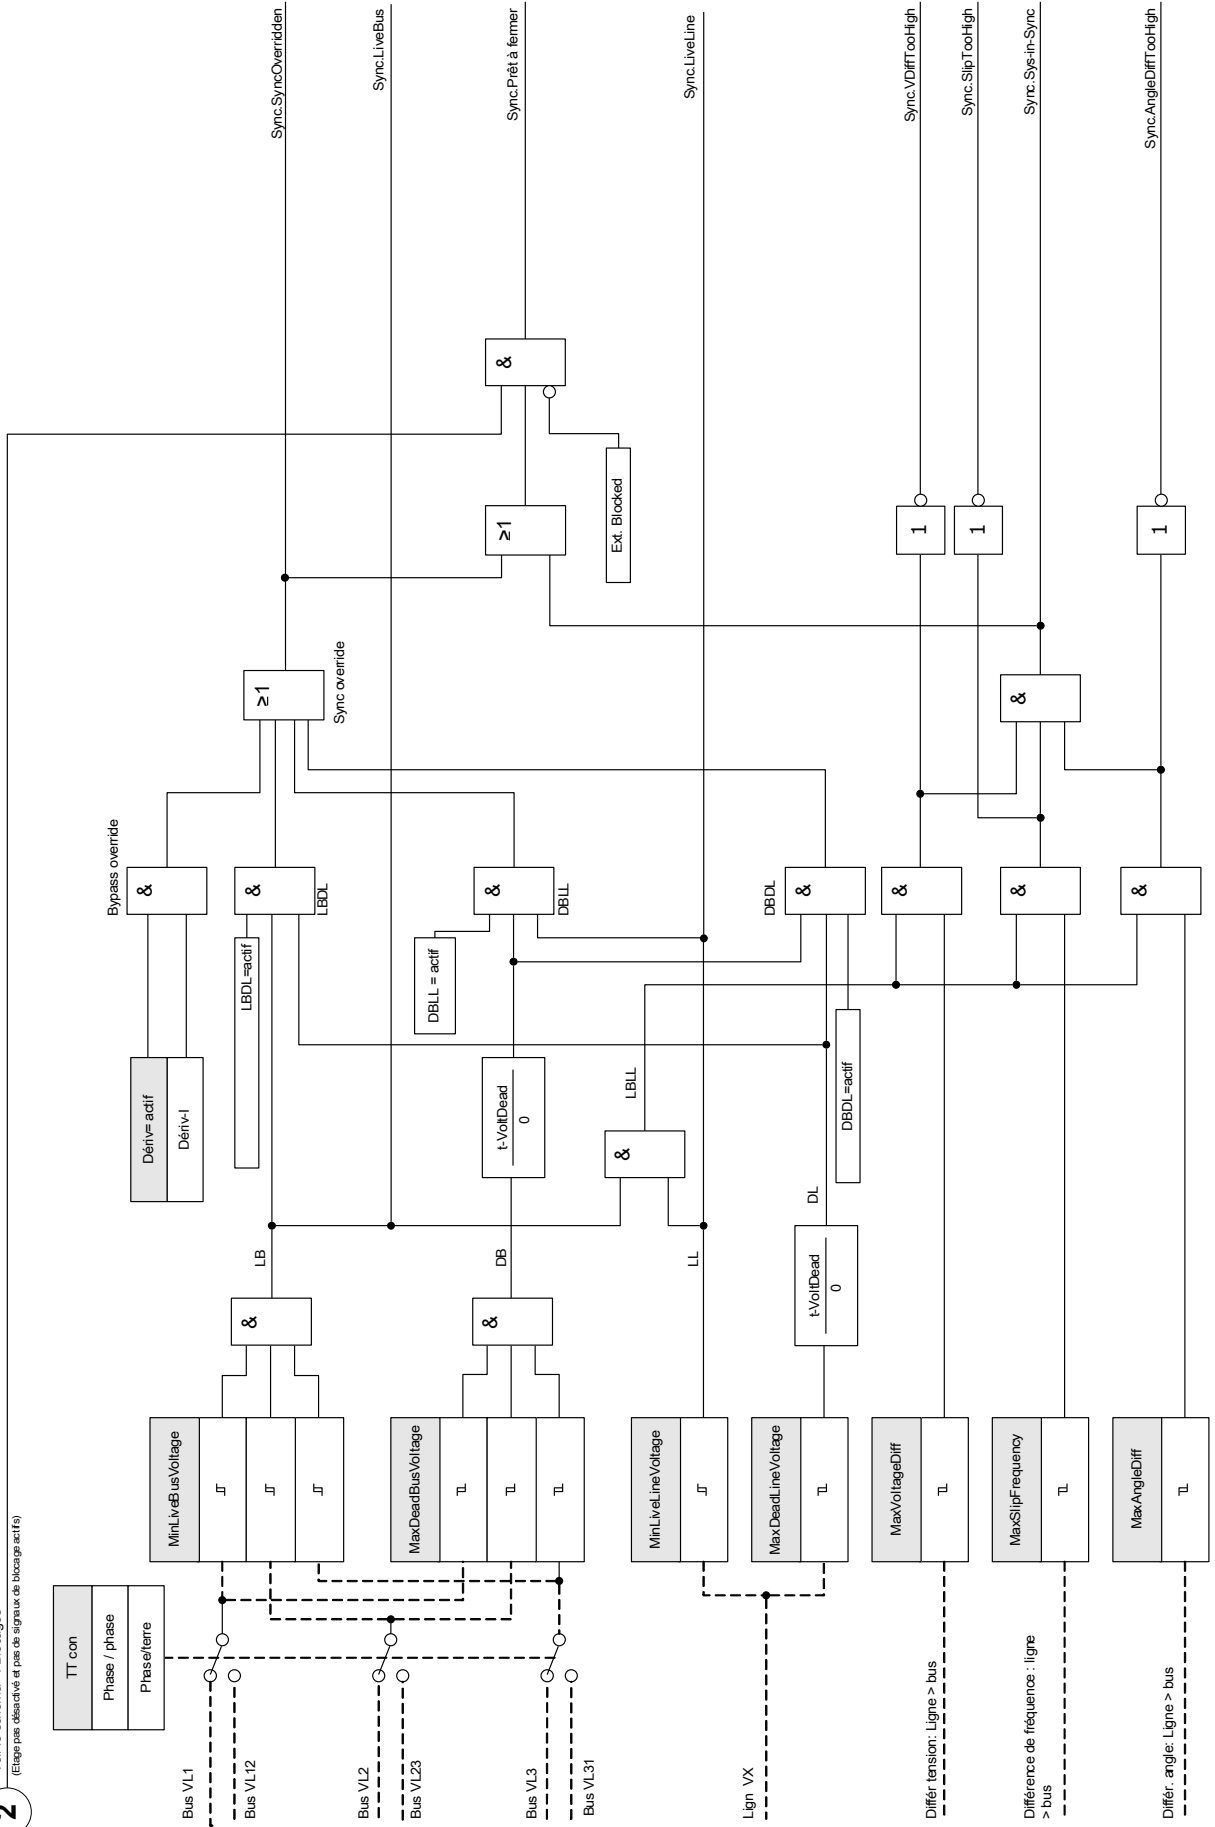 2
(Etage pas désactivé et pas de signaux de blocage actifs)
TT con
Phase / phase
Phase/terre
Bus VL1
Bus VL12
Bus VL2
Bus VL23
Bus VL3
Bus VL31
Lign VX
Différ tension: Ligne > bus
Différence de fréquence : ligne
> bus
Différ. angle: Ligne > bus
MinLiveBusVoltage
MaxDeadBusVoltage
MinLiveLineVoltage
MaxDeadLineVoltage
MaxVoltageDiff
MaxSlipFrequency
MaxAngleDiff
&
&
LB
DB
LL
t-VoltDead
0
DL
Dériv= actif
Dériv-I
LBDL=actif
t-VoltDead
0
&
LBLL
DBLL = actif
DBDL=actif
Bypass override
&
&
LBDL
&
DBLL
DBDL
&
&
&
&
≥1
Sync override
&
≥1
Ext. Blocked
1
1
1
&
Sync.SyncOverridden
Sync.LiveBus
Sync.Prêt à fermer
Sync.LiveLine
Sync.VDiffTooHigh
Sync.SlipTooHigh
Sync.Sys-in-Sync
Sync.AngleDiffTooHigh